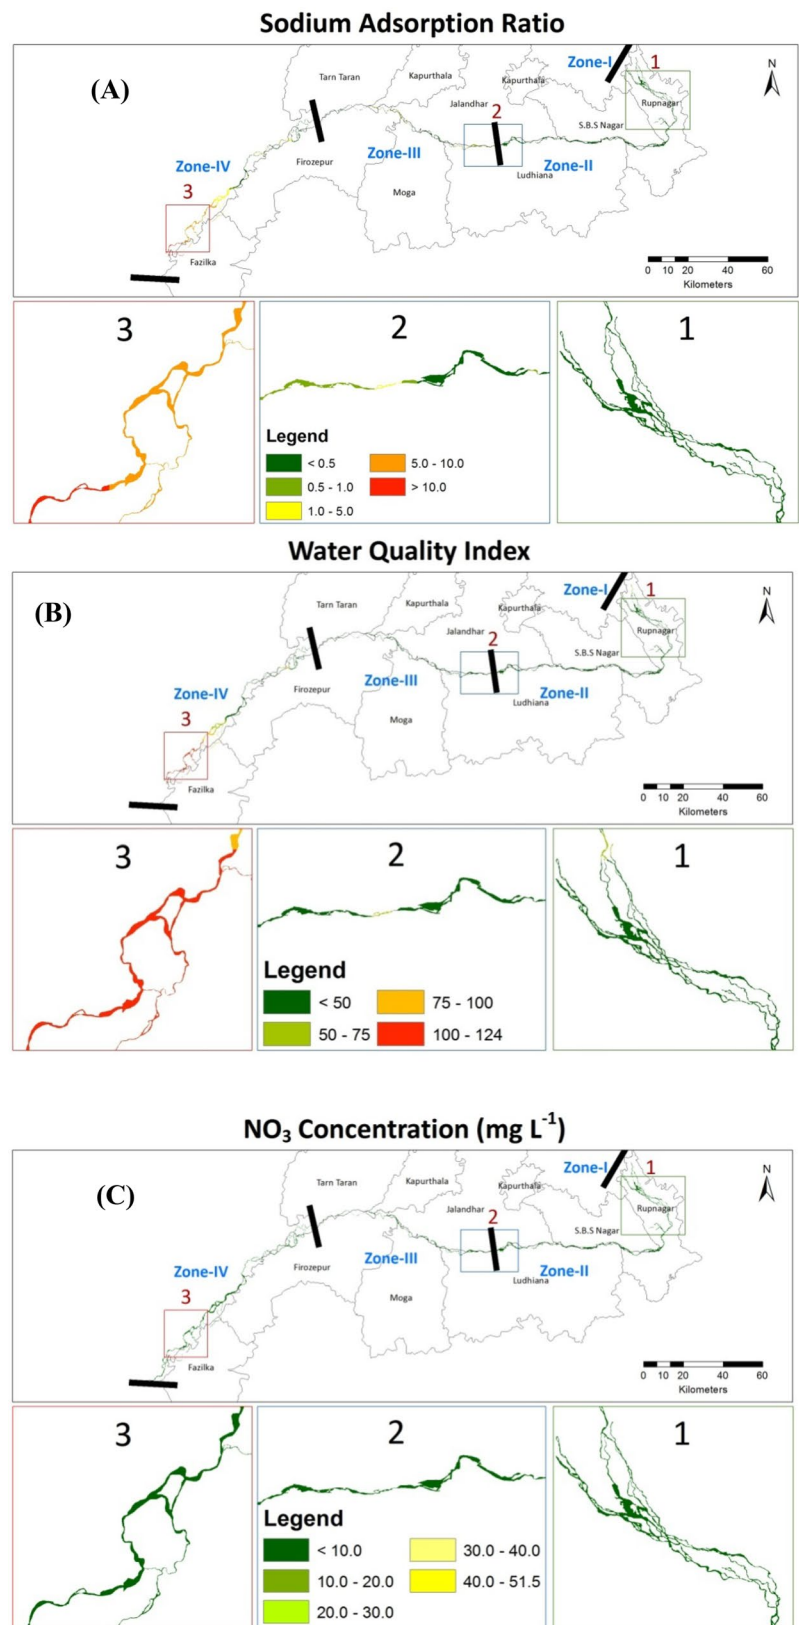 Sodium Adsorption Ratio
(A)
Zone-I
1
N
Tarn Taran
Kapurthala
Kapurthala
Rupnagar
Jalandhar
2
S.B.S Nagar
Zone-IV
Firozepur
Zone-III
Zone-II
Ludhiana
3
Moga
Fazilka
0 10 20 40 60
Kilometers
3
2
1
Legend
< 0.5
5.0 - 10.0
0.5 - 1.0
> 10.0
1.0 - 5.0
Water Quality Index
(B)
Zone-I
1
N
Tarn Taran
Kapurthala
Kapurthala
Rupnagar
Jalandhar
2
S.B.S Nagar
Zone-IV
Firozepur
Zone-III
Zone-II
Ludhiana
3
Moga
Fazilka
0 10 20 40 60
Kilometers
3
2
1
Legend
< 50
75 - 100
50 - 75
100 - 124
NO₃ Concentration (mg L⁻¹)
(C)
Zone-I
1
N
Tarn Taran
Kapurthala
Kapurthala
Rupnagar
Jalandhar
2
S.B.S Nagar
Zone-IV
Firozepur
Zone-III
Zone-II
Ludhiana
3
Moga
Fazilka
0 10 20 40 60
Kilometers
3
2
1
Legend
< 10.0
30.0 - 40.0
10.0 - 20.0
40.0 - 51.5
20.0 - 30.0